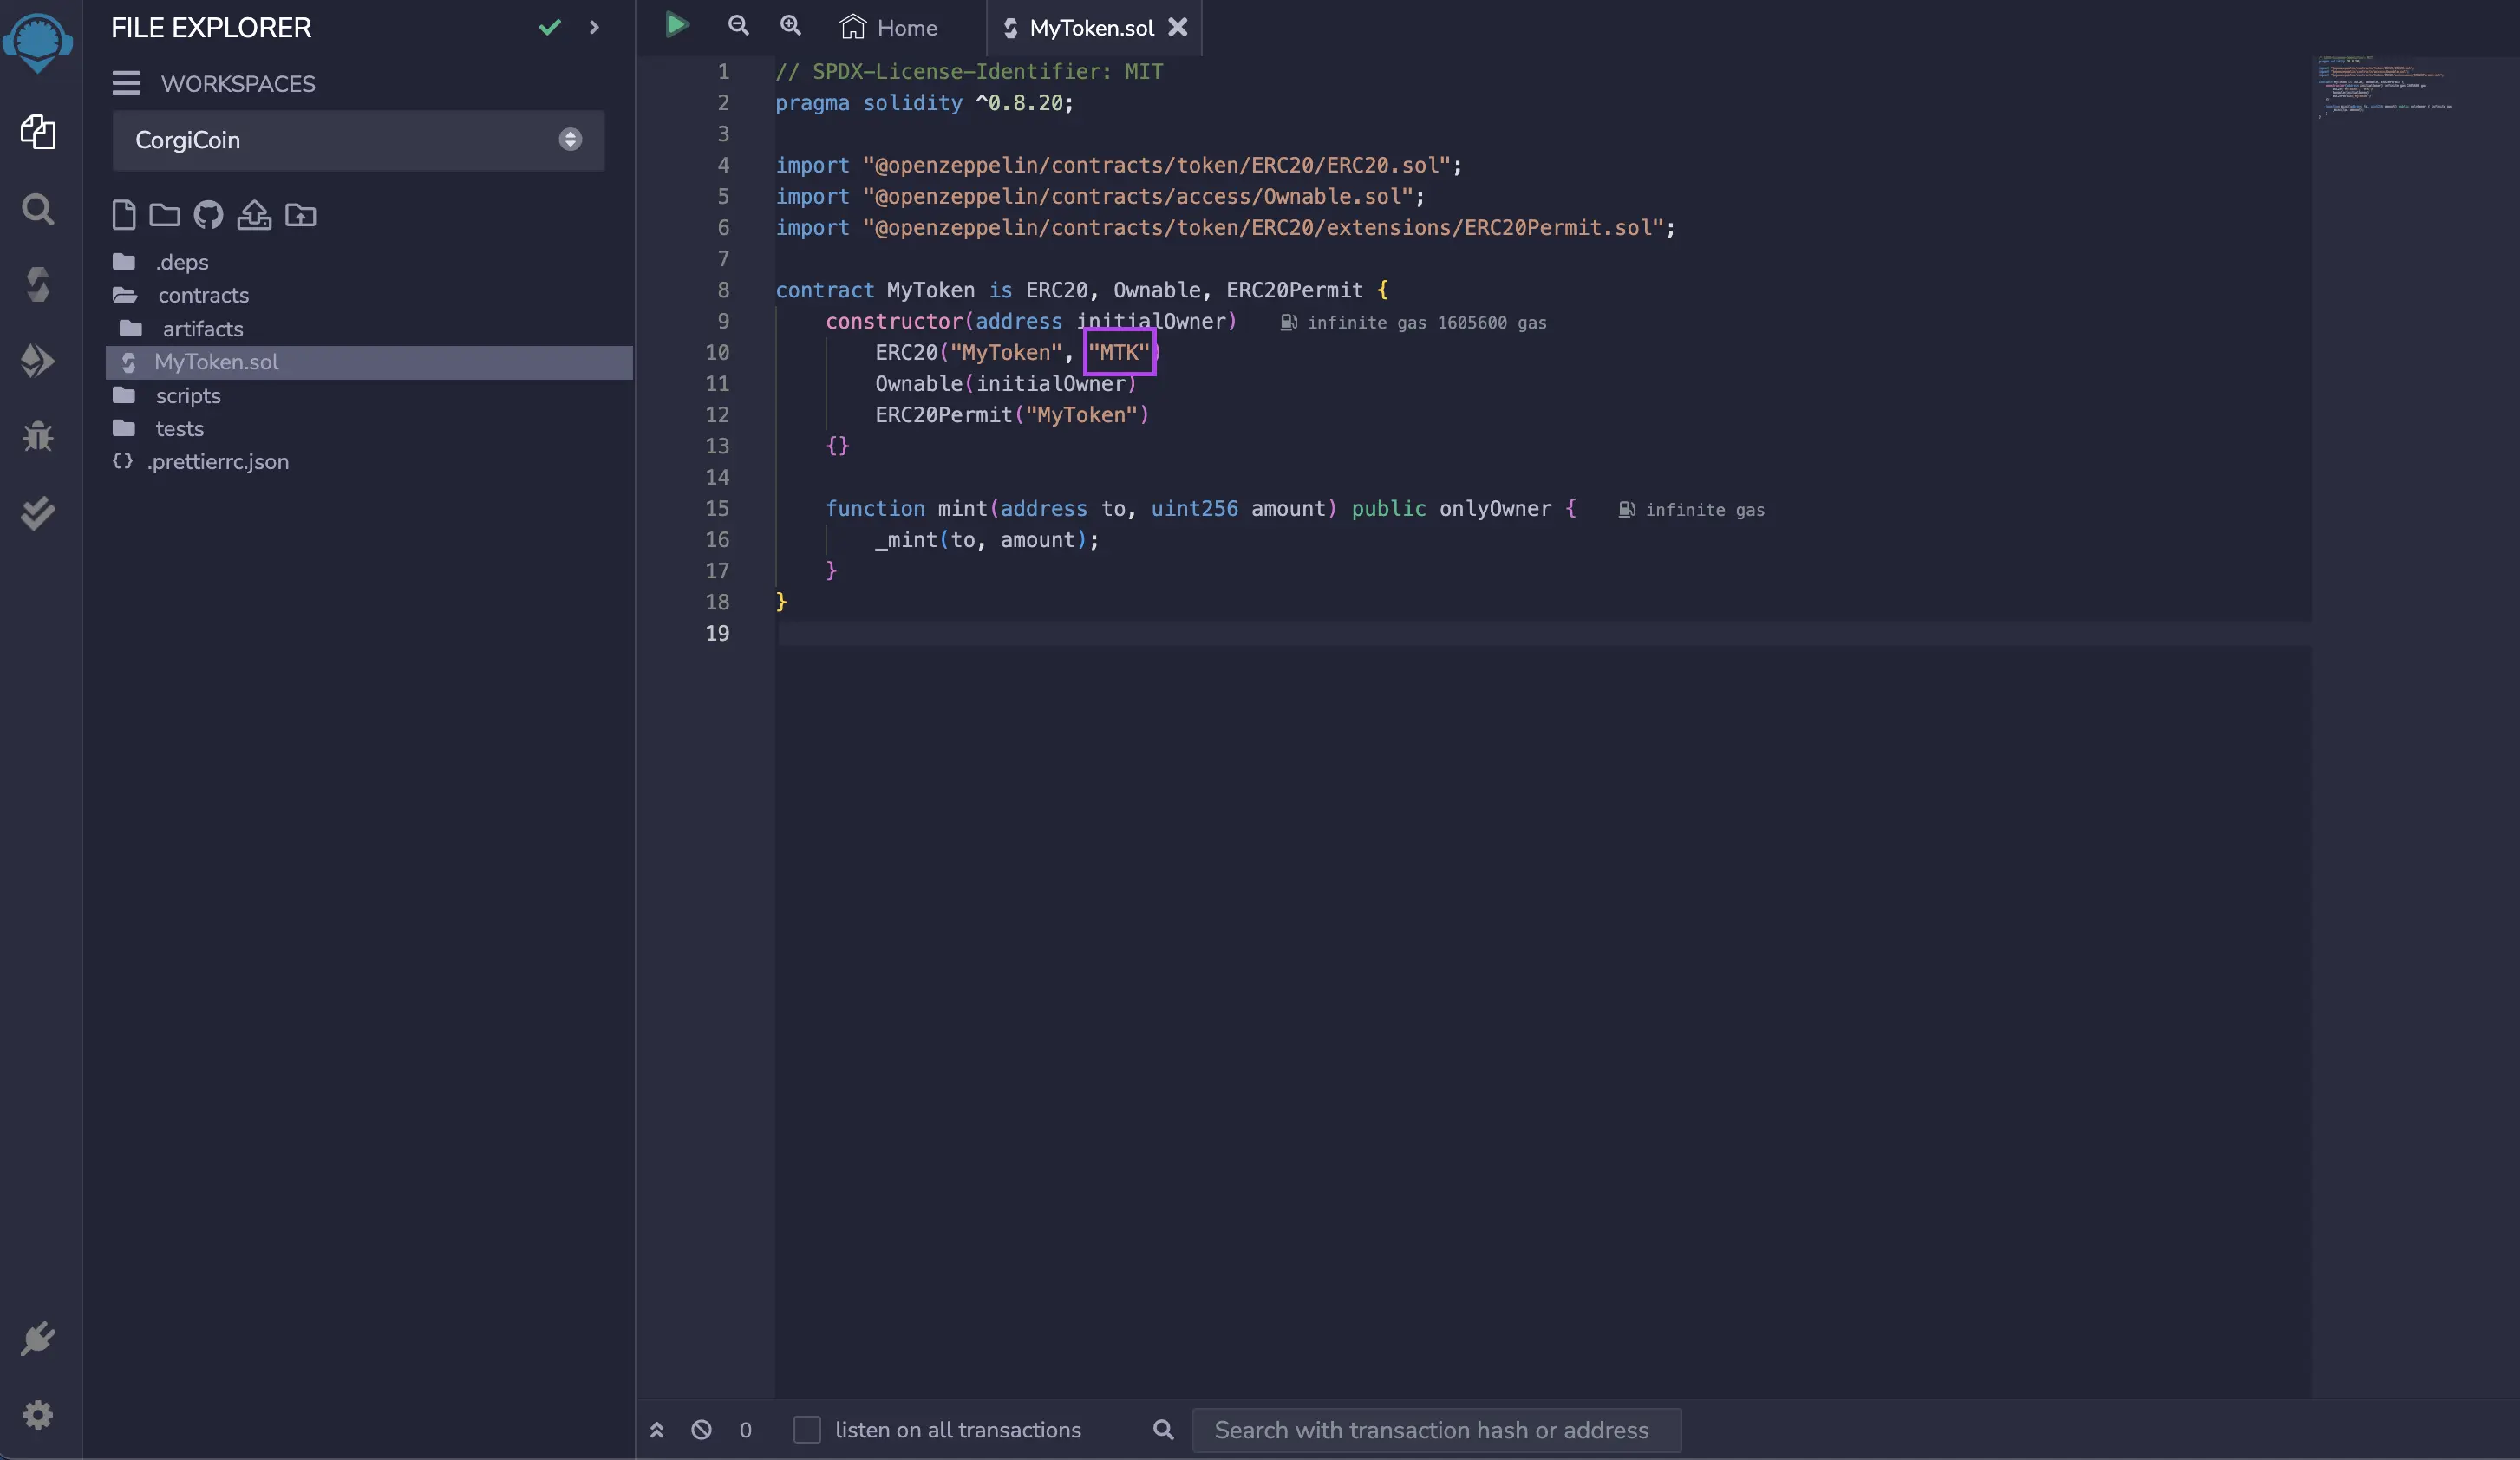 FILE EXPLORER
WORKSPACES
CorgiCoin
.deps
contracts
artifacts
MyToken.sol
scripts
tests
{} .prettierrc.json
Home
MyToken.sol
1 // SPDX-License-Identifier: MIT
2 pragma solidity ^0.8.20;
3
4 import "@openzeppelin/contracts/token/ERC20/ERC20.sol";
5 import "@openzeppelin/contracts/access/Ownable.sol";
6 import "@openzeppelin/contracts/token/ERC20/extensions/ERC20Permit.sol";
7
8 contract MyToken is ERC20, Ownable, ERC20Permit {
9 constructor(address initialOwner) infinite gas 1605600 gas
10 ERC20("MyToken", "MTK")
11 Ownable(initialOwner)
12 ERC20Permit("MyToken")
13 {}
14
15 function mint(address to, uint256 amount) public onlyOwner { infinite gas
16 _mint(to, amount);
17 }
18 }
19
0 listen on all transactions Search with transaction hash or address